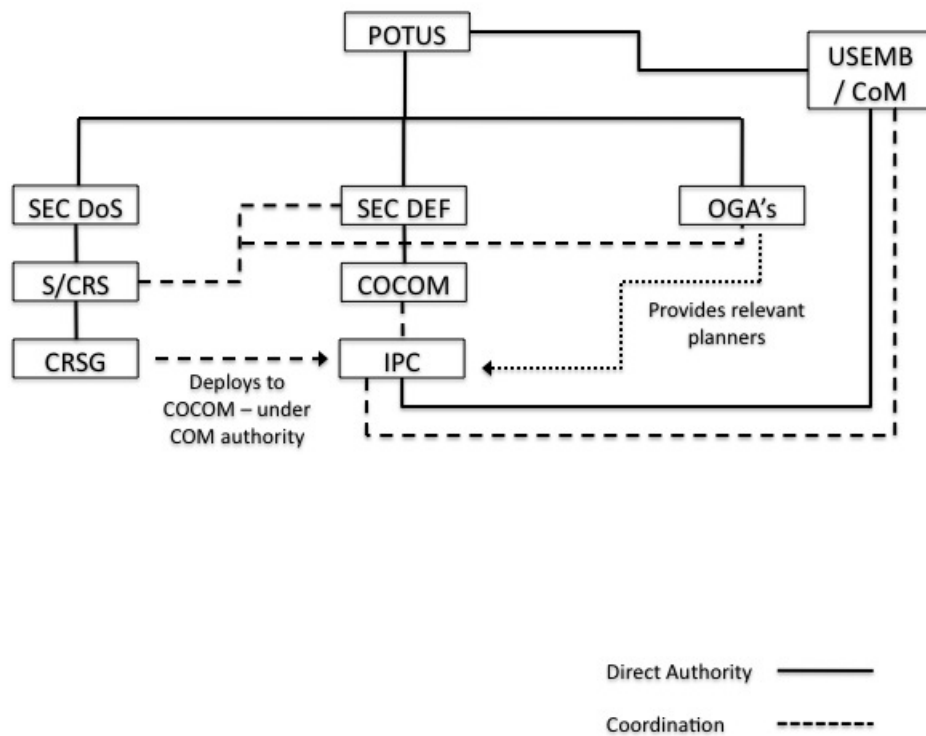 POTUS
USEMB
/ CoM
SEC DoS
SEC DEF
OGA's
S/CRS
COCOM
Provides relevant
planners
CRSG
IPC
Deploys to
COCOM – under
COM authority
Direct Authority
Coordination